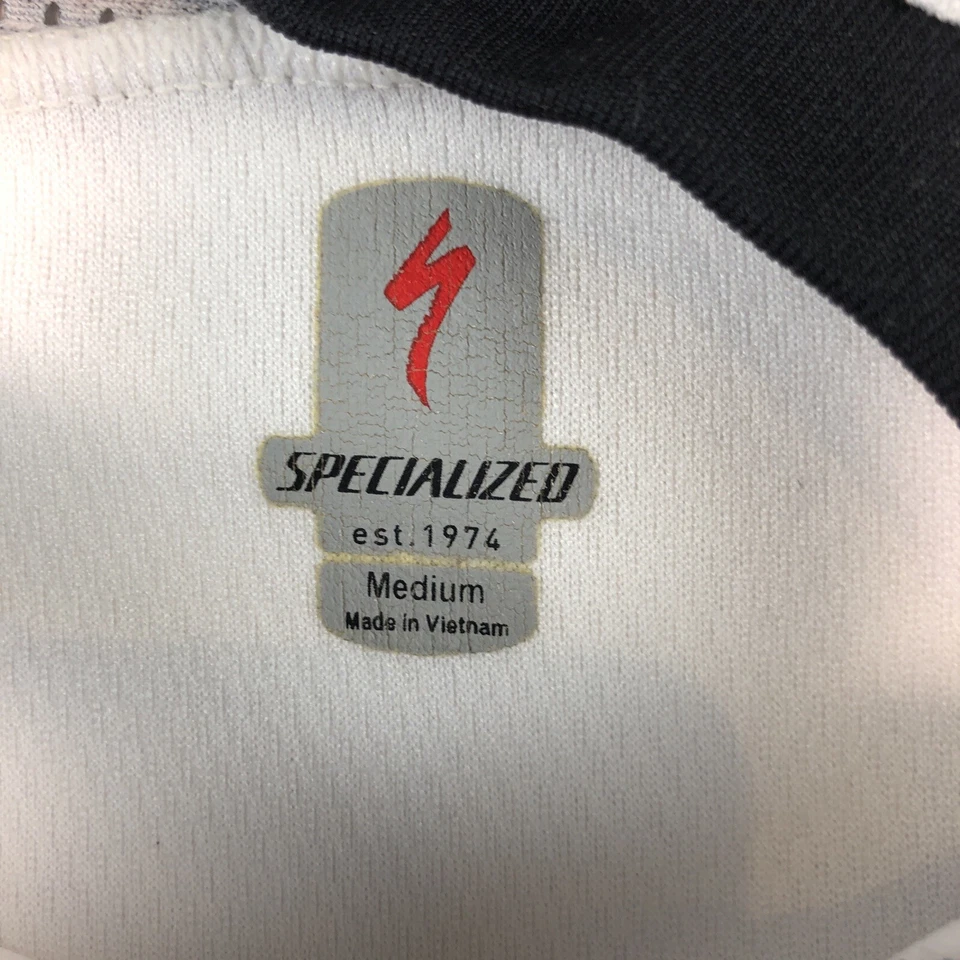 SPECIALIZED
est.1974
Medium
Made in Vietnam